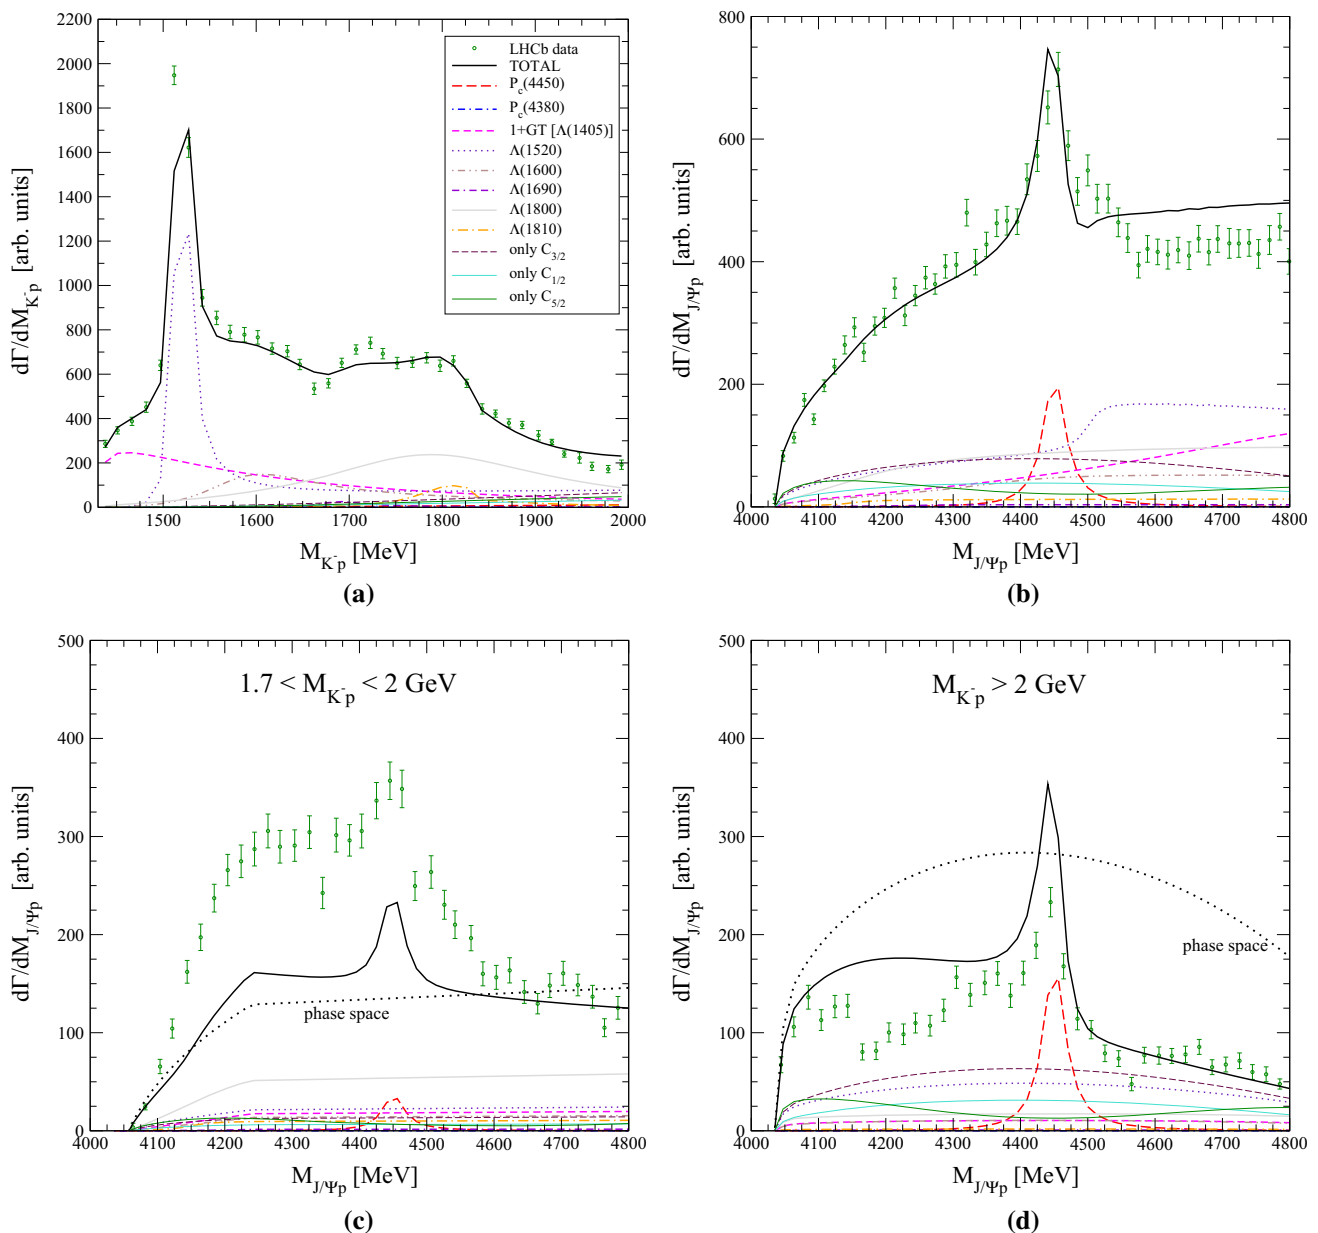 2200
2000
1800
1600
1400
1200
1000
800
600
400
200
0
dΓ/dM_{K⁻p} [arb. units]
LHCb data
TOTAL
P_c(4450)
P_c(4380)
1+GT [Λ(1405)]
Λ(1520)
Λ(1600)
Λ(1690)
Λ(1800)
Λ(1810)
only C_{3/2}
only C_{1/2}
only C_{5/2}
1500 1600 1700 1800 1900 2000
M_{K⁻p} [MeV]
(a)
800
600
400
200
0
dΓ/dM_{J/Ψp} [arb. units]
4000 4100 4200 4300 4400 4500 4600 4700 4800
M_{J/Ψp} [MeV]
(b)
500
400
300
200
100
0
dΓ/dM_{J/Ψp} [arb. units]
1.7 < M_{K⁻p} < 2 GeV
phase space
4000 4100 4200 4300 4400 4500 4600 4700 4800
M_{J/Ψp} [MeV]
(c)
500
400
300
200
100
0
dΓ/dM_{J/Ψp} [arb. units]
M_{K⁻p} > 2 GeV
phase space
4000 4100 4200 4300 4400 4500 4600 4700 4800
M_{J/Ψp} [MeV]
(d)